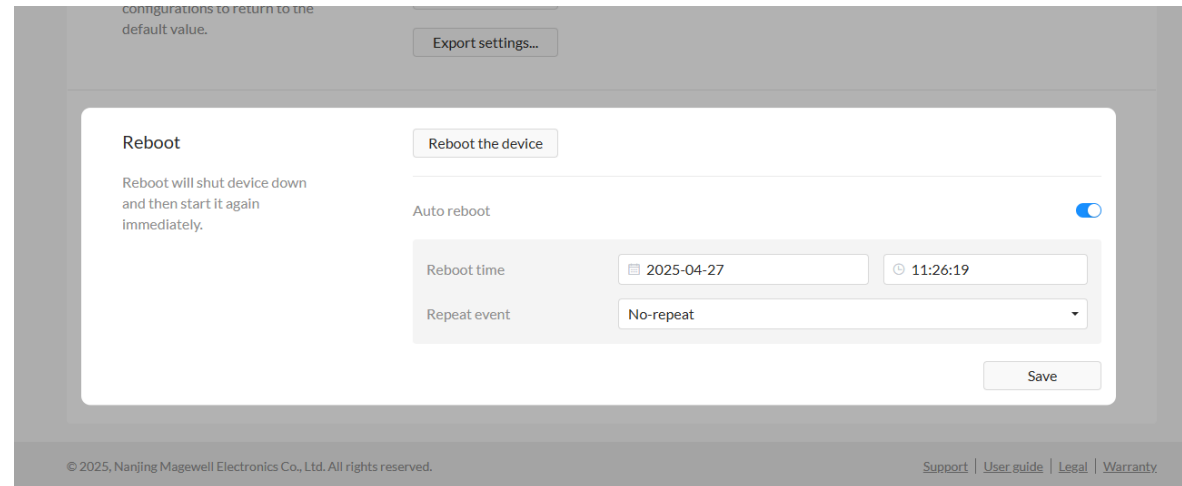 configurations to return to the
default value.
Export settings...
Reboot
Reboot the device
Reboot will shut device down
and then start it again
immediately.
Auto reboot
Reboot time
2025-04-27
11:26:19
Repeat event
No-repeat
Save
© 2025, Nanjing Magewell Electronics Co., Ltd. All rights reserved.
Support | User guide | Legal | Warranty